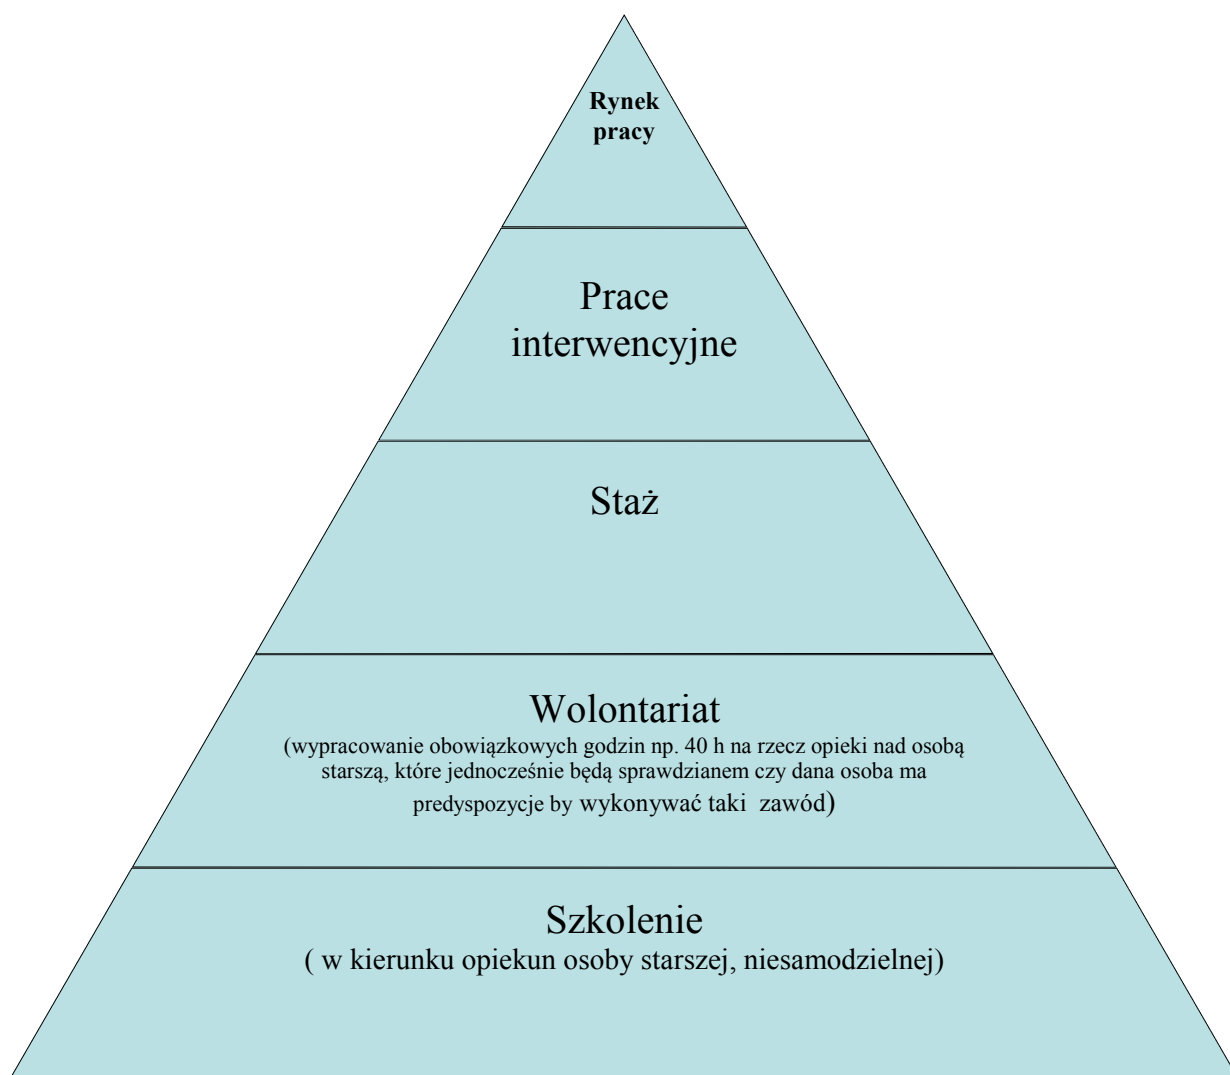 Rynek
pracy
Prace
interwencyjne
Staż
Wolontariat
(wypracowanie obowiązkowych godzin np. 40 h na rzecz opieki nad osobą
starszą, które jednocześnie będą sprawdzianem czy dana osoba ma
predyspozycje by wykonywać taki zawód)
Szkolenie
( w kierunku opiekun osoby starszej, niesamodzielnej)